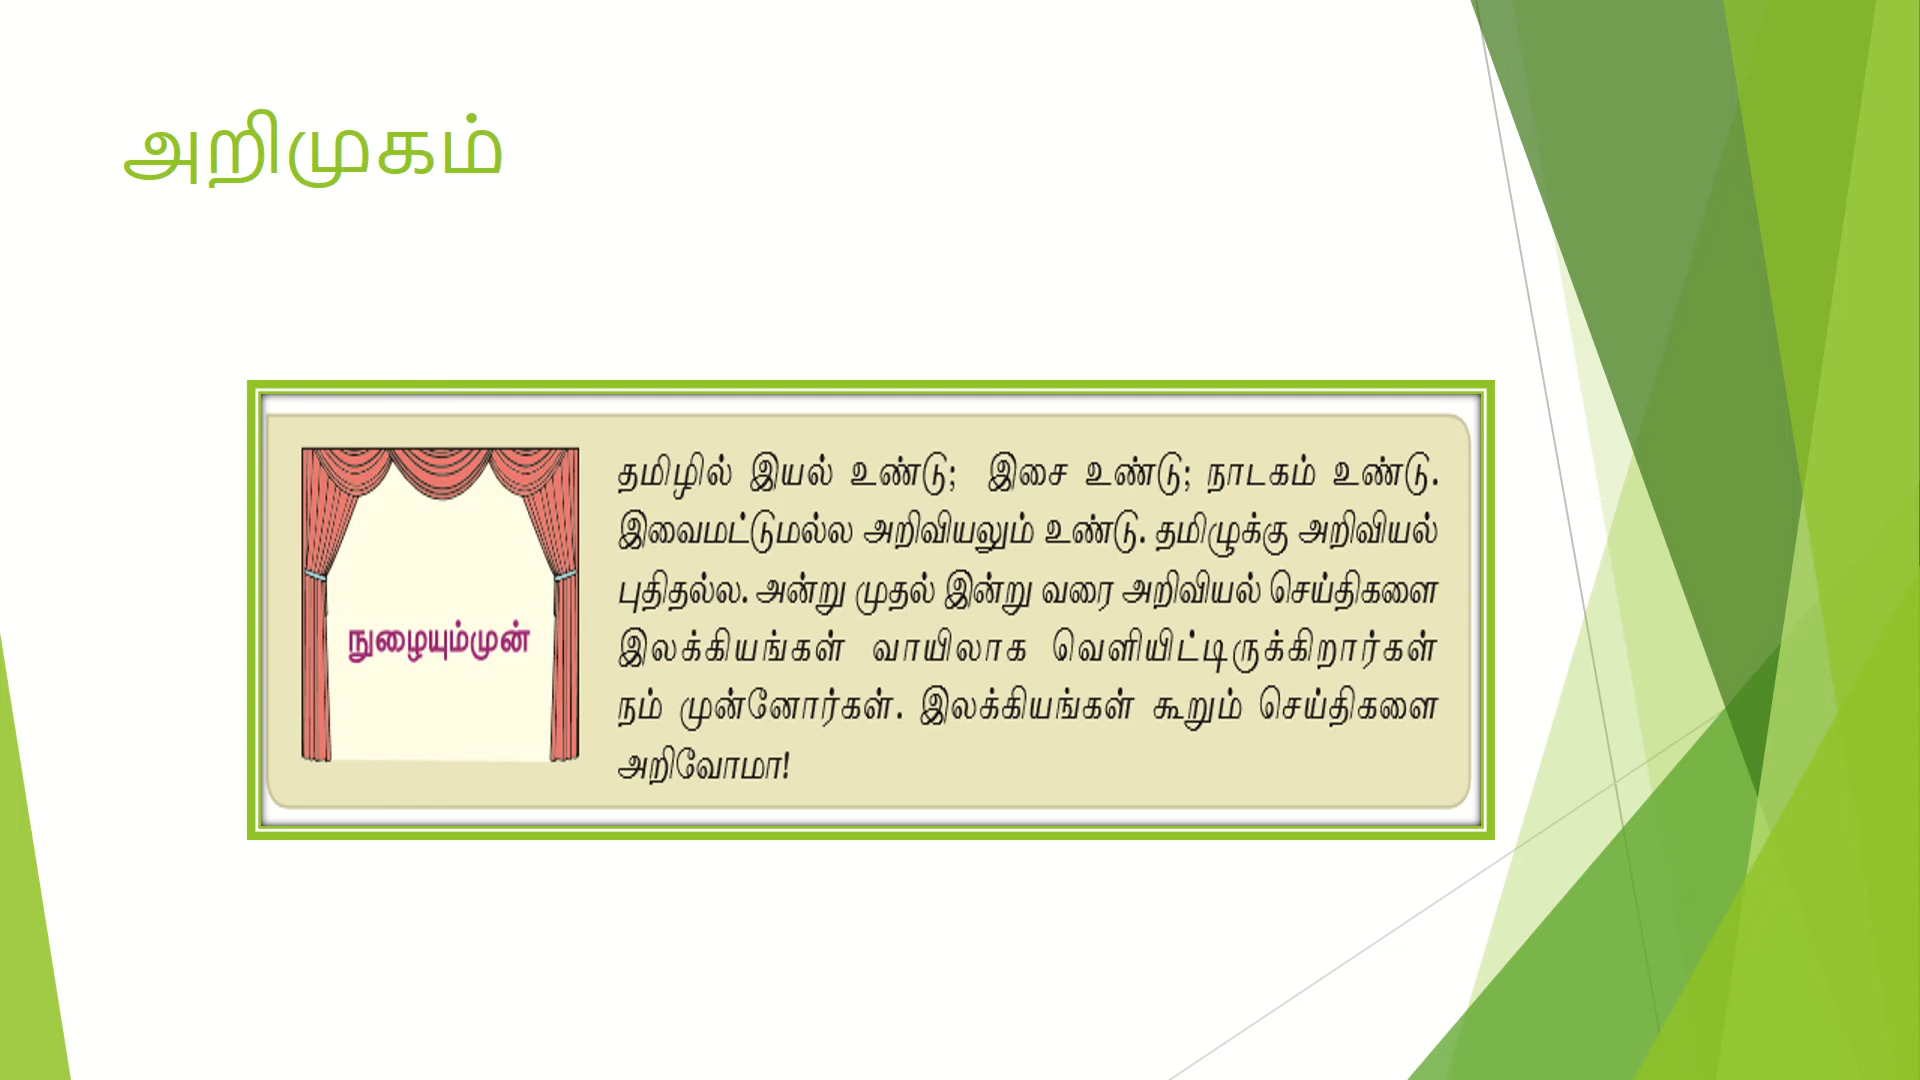 அறிமுகம்
நுழையும்முன்
தமிழில் இயல் உண்டு; இசை உண்டு; நாடகம் உண்டு.
இவைமட்டுமல்ல அறிவியலும் உண்டு. தமிழுக்கு அறிவியல்
புதிதல்ல. அன்று முதல் இன்று வரை அறிவியல் செய்திகளை
இலக்கியங்கள் வாயிலாக வெளியிட்டிருக்கிறார்கள்
நம் முன்னோர்கள். இலக்கியங்கள் கூறும் செய்திகளை
அறிவோமா!